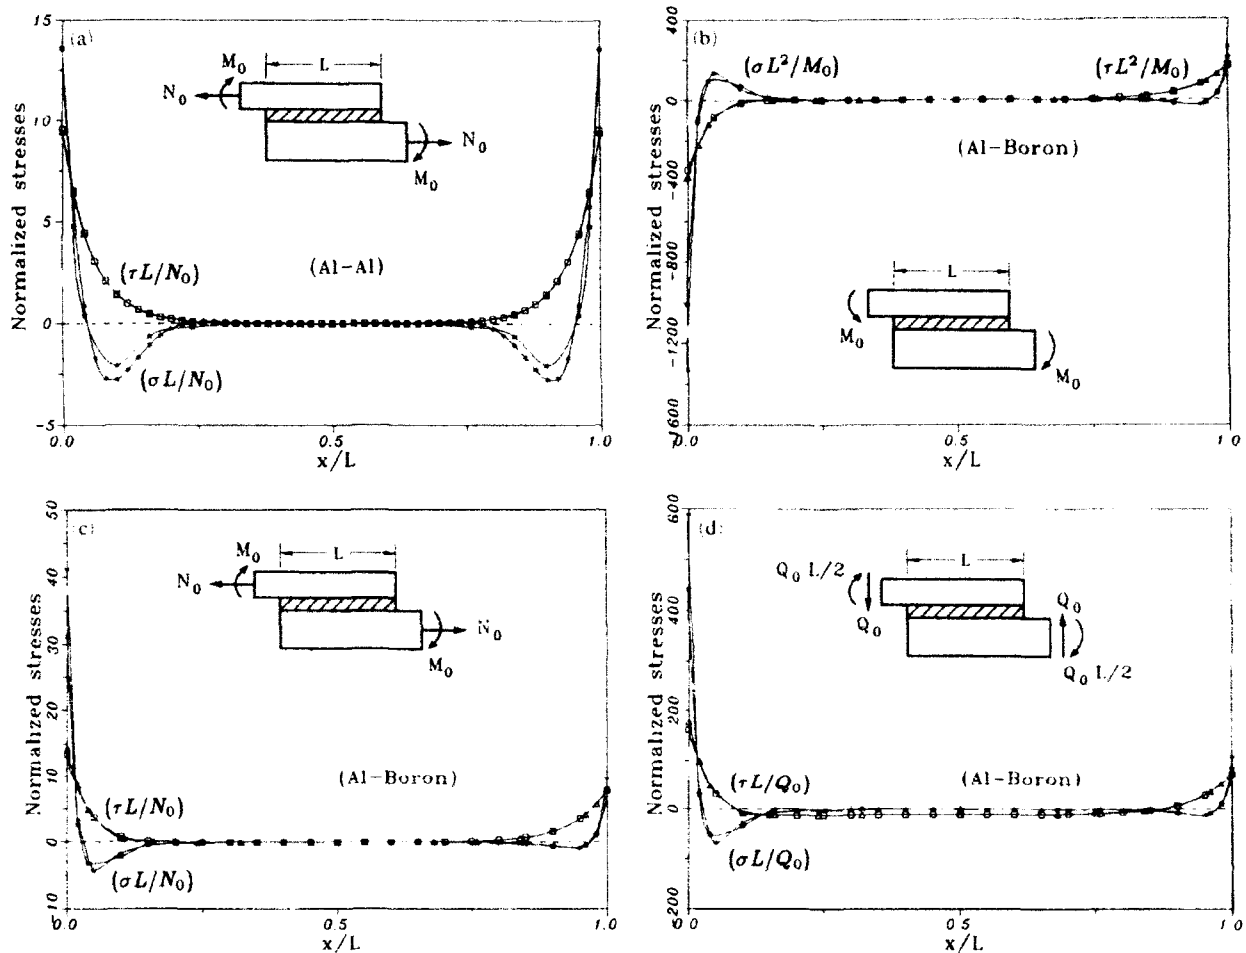 (a)
15
10
5
0
-5
0.0
0.5
1.0
Normalized stresses
x/L
M₀
L
N₀
N₀
M₀
(τL/N₀)
(Al-Al)
(σL/N₀)
(b)
400
0
-400
-800
-1200
0.0
0.5
1.0
Normalized stresses
x/L
(σL²/M₀)
(τL²/M₀)
(Al-Boron)
L
M₀
M₀
(c)
50
40
30
20
10
0
0.0
0.5
1.0
Normalized stresses
x/L
M₀
L
N₀
N₀
M₀
(Al-Boron)
(τL/N₀)
(σL/N₀)
(d)
600
400
200
0
0.0
0.5
1.0
Normalized stresses
x/L
L
Q₀ L/2
Q₀
Q₀
Q₀ L/2
(τL/Q₀)
(Al-Boron)
(σL/Q₀)